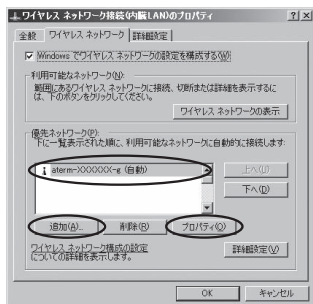 ワイヤレス ネットワーク接続(内臓LAN)のプロパティ
全般 ワイヤレス ネットワーク 詳細設定
Windows でワイヤレス ネットワークの設定を構成する(W)
利用可能なネットワーク(N):
範囲にあるワイヤレス ネットワークに接続、切断または詳細を表示するに
は、下のボタンをクリックしてください。
ワイヤレス ネットワークの表示
優先ネットワーク(P):
下に一覧表示された順に、利用可能なネットワークに自動的に接続します:
aterm-XXXXXX-g (自動)
上へ(U)
下へ(D)
追加(A)... 削除(R) プロパティ(O)
ワイヤレス ネットワーク構成の設定
についての詳細を表示します。
詳細設定(V)
OK キャンセル